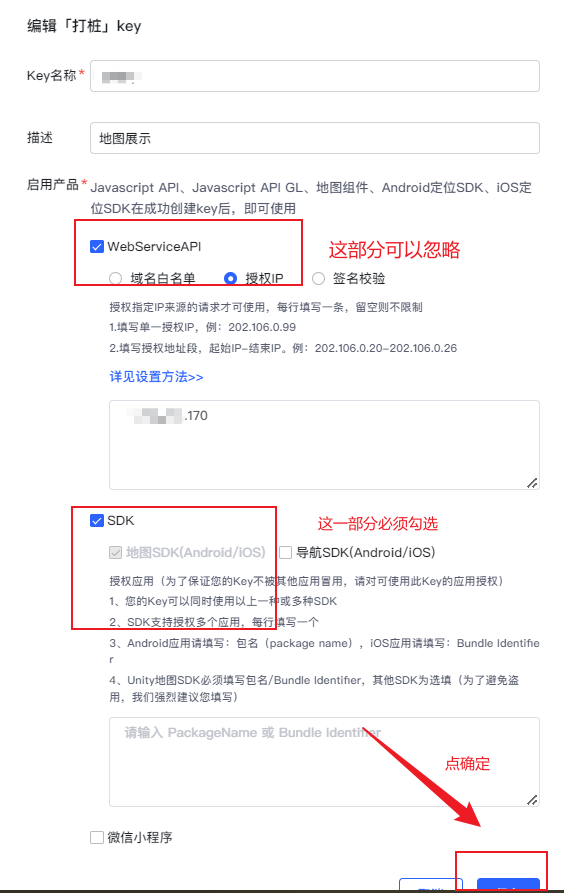 编辑「打桩」key
Key名称*
描述
地图展示
启用产品*
Javascript API、Javascript API GL、地图组件、Android定位SDK、iOS定
位SDK在成功创建key后，即可使用
WebServiceAPI
这部分可以忽略
域名白名单 授权IP 签名校验
授权指定IP来源的请求才可使用，每行填写一条，留空则不限制
1.填写单一授权IP，例：202.106.0.99
2.填写授权地址段，起始IP-结束IP。例：202.106.0.20-202.106.0.26
详见设置方法>>
.170
SDK
这一部分必须勾选
地图SDK(Android/iOS) 导航SDK(Android/iOS)
授权应用（为了保证您的Key不被其他应用冒用，请对可使用此Key的应用授权）
1、您的Key可以同时使用以上一种或多种SDK
2、SDK支持授权多个应用，每行填写一个
3、Android应用请填写：包名（package name），iOS应用请填写：Bundle Identifie
r
4、Unity地图SDK必须填写包名/Bundle Identifier，其他SDK为选填（为了避免盗
用，我们强烈建议您填写）
请输入 PackageName 或 Bundle Identifier
点确定
微信小程序